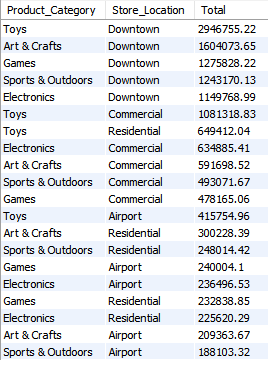 Product_Category Store_Location Total
Toys Downtown 2946755.22
Art & Crafts Downtown 1604073.65
Games Downtown 1275828.22
Sports & Outdoors Downtown 1243170.13
Electronics Downtown 1149768.99
Toys Commercial 1081318.83
Toys Residential 649412.04
Electronics Commercial 634885.41
Art & Crafts Commercial 591698.52
Sports & Outdoors Commercial 493071.67
Games Commercial 478165.06
Toys Airport 415754.96
Art & Crafts Residential 300228.39
Sports & Outdoors Residential 248014.42
Games Airport 240004.1
Electronics Airport 236496.53
Games Residential 232838.85
Electronics Residential 225620.29
Art & Crafts Airport 209363.67
Sports & Outdoors Airport 188103.32